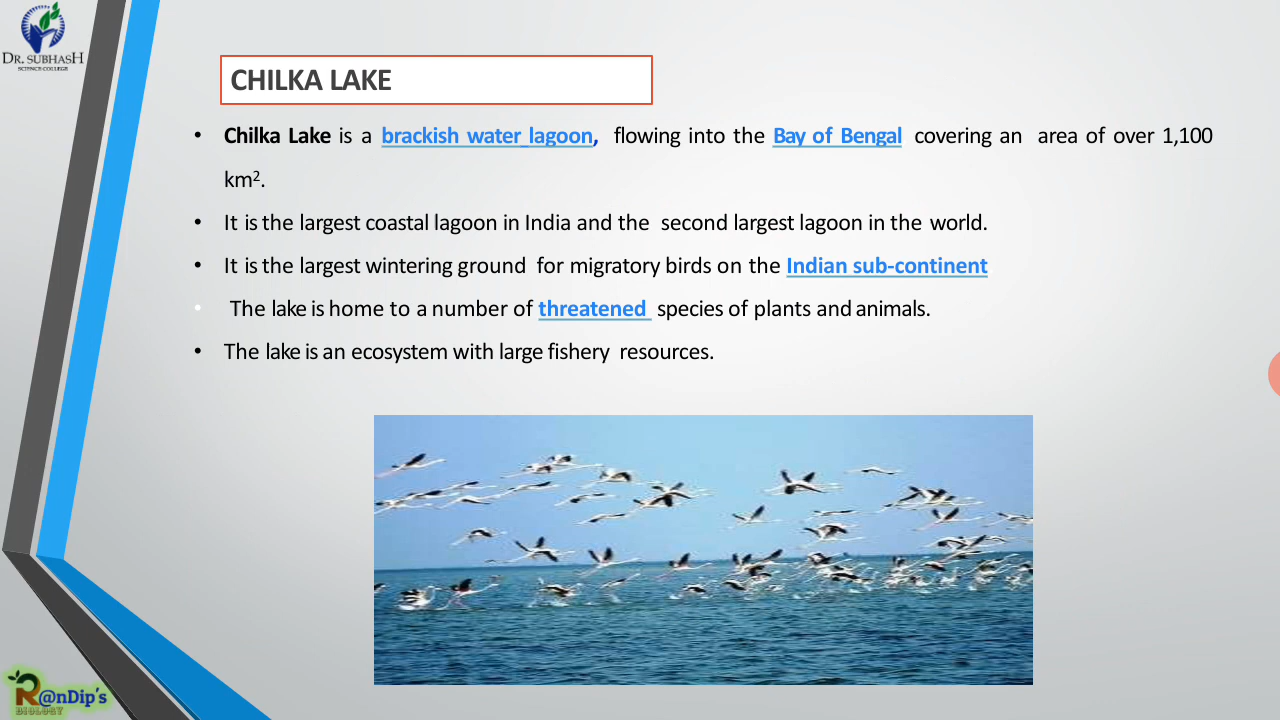 DR. SUBHASH
SCIENCE COLLEGE
CHILKA LAKE
• Chilka Lake is a brackish water lagoon, flowing into the Bay of Bengal covering an area of over 1,100
km².
• It is the largest coastal lagoon in India and the second largest lagoon in the world.
• It is the largest wintering ground for migratory birds on the Indian sub-continent
• The lake is home to a number of threatened species of plants and animals.
• The lake is an ecosystem with large fishery resources.
R@nDip's
BIOLOGY